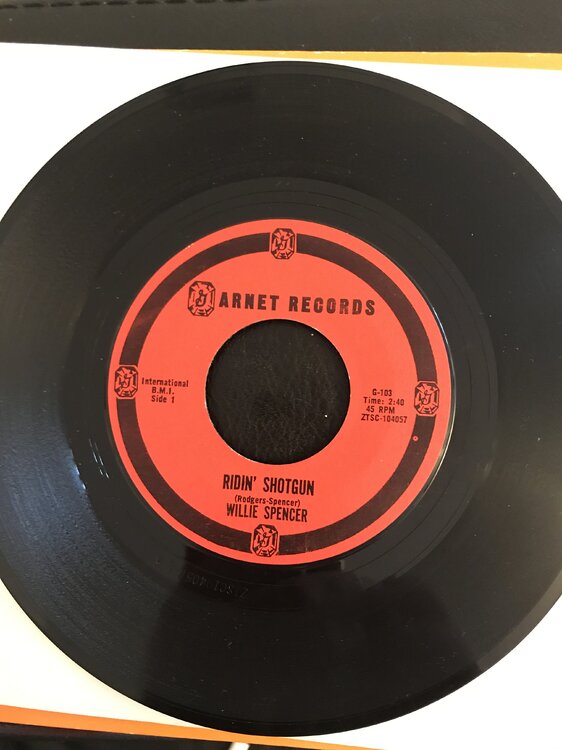 ARNET RECORDS
International
B.M.I.
Side 1
G-103
Time: 2:40
45 RPM
ZTSC-104057
RIDIN' SHOTGUN
(Rodgers-Spencer)
WILLIE SPENCER